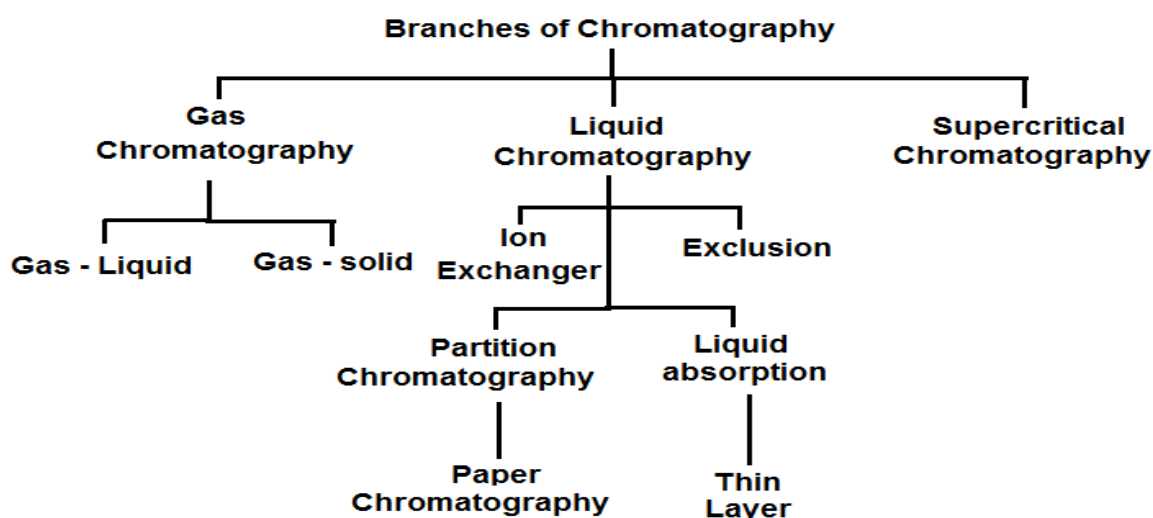 Branches of Chromatography
Gas
Chromatography
Liquid
Chromatography
Supercritical
Chromatography
Gas - Liquid
Gas - solid
Ion
Exchanger
Exclusion
Partition
Chromatography
Liquid
absorption
Paper
Chromatography
Thin
Layer